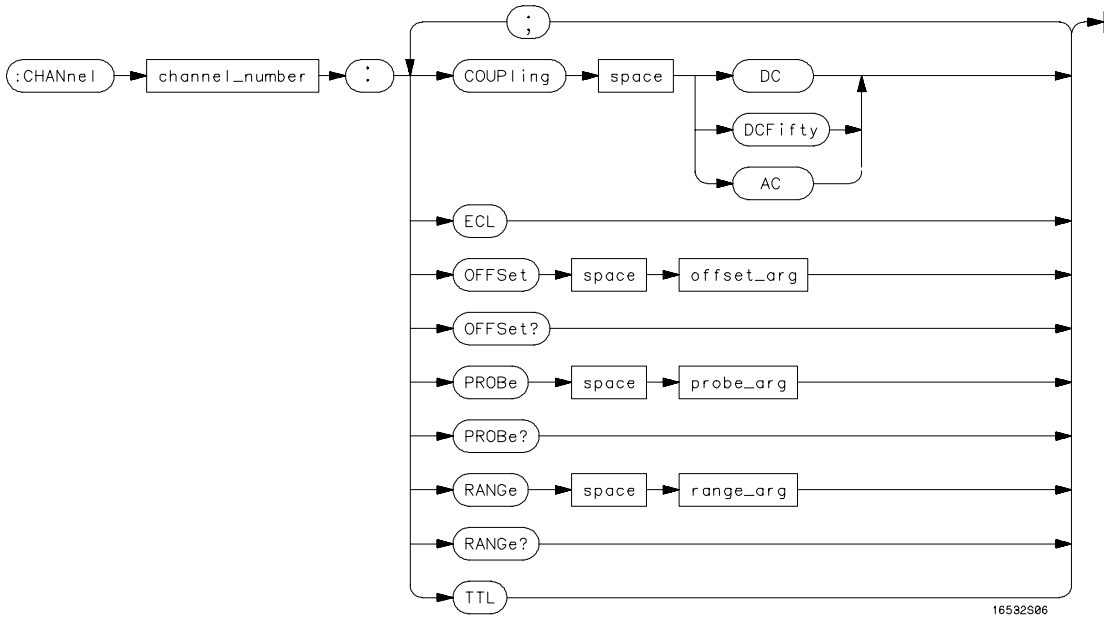 ;
:CHANnel channel_number : COUPling space DC
DCFifty
AC
ECL
OFFSet space offset_arg
OFFSet?
PROBe space probe_arg
PROBe?
RANGe space range_arg
RANGe?
TTL
16532S06